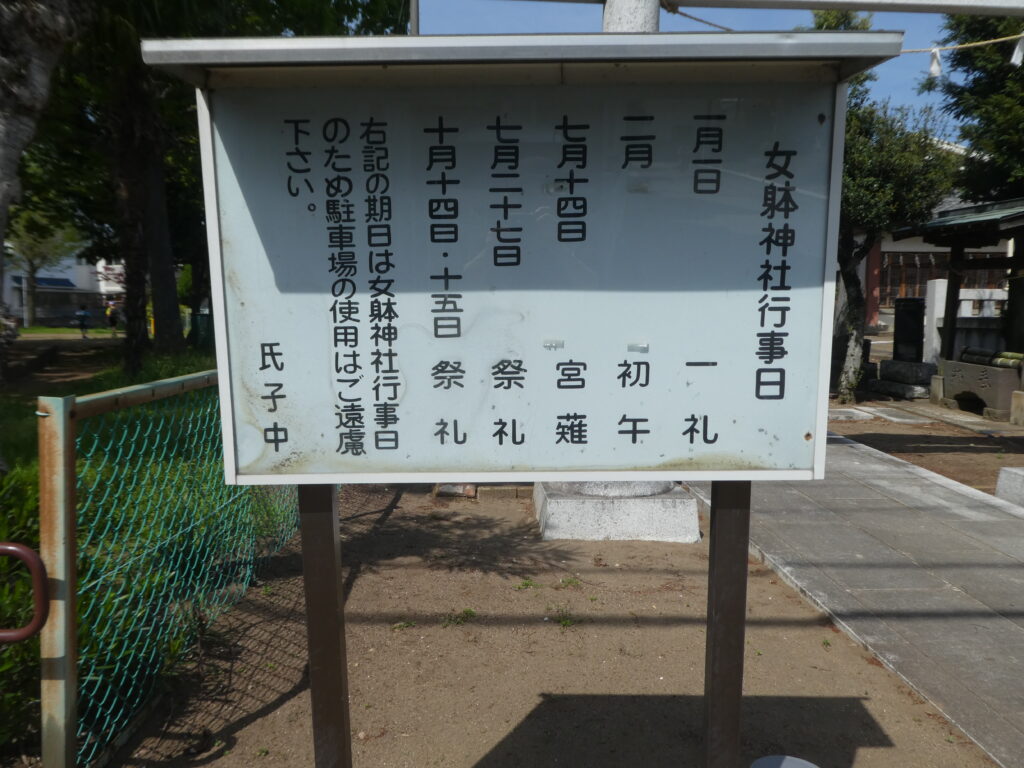 女躰神社行事日
一月一日 一礼
二月 初午
七月十四日 宮薙
七月二十七日 祭礼
十月十四日・十五日 祭礼
右記の期日は女躰神社行事日
のため駐車場の使用はご遠慮
下さい。
氏子中